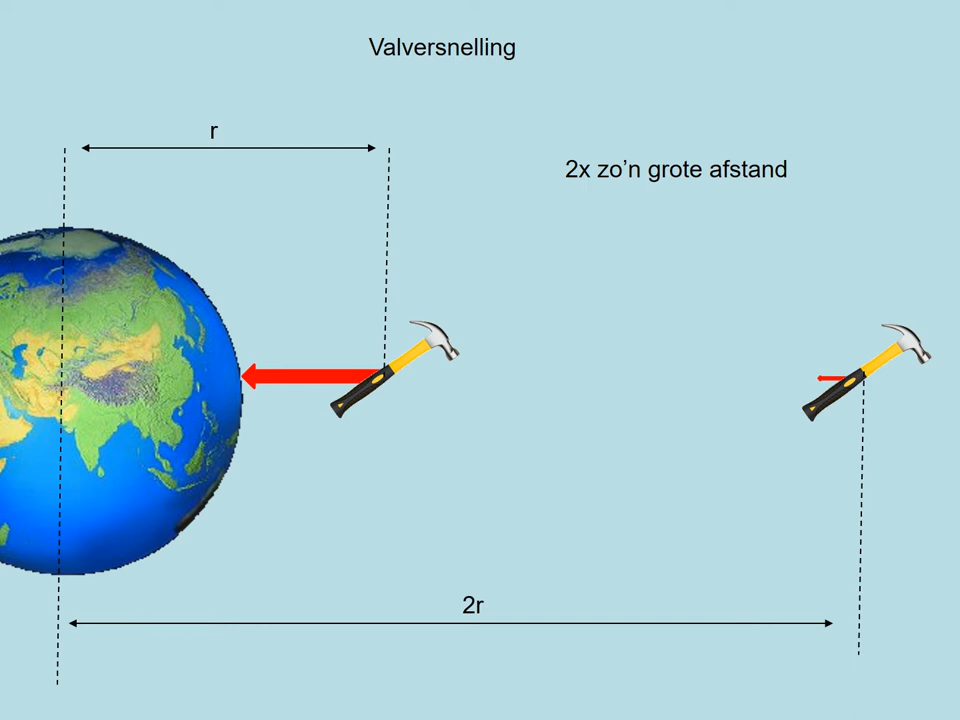 Valversnelling
r
2x zo’n grote afstand
2r